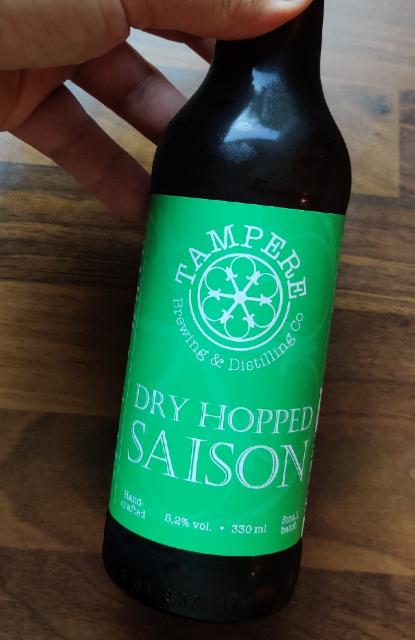 TAMPERE
Brewing & Distilling Co
DRY HOPPED
SAISON
Hand-
crafted
5,2% vol. • 330 ml
Small
batch